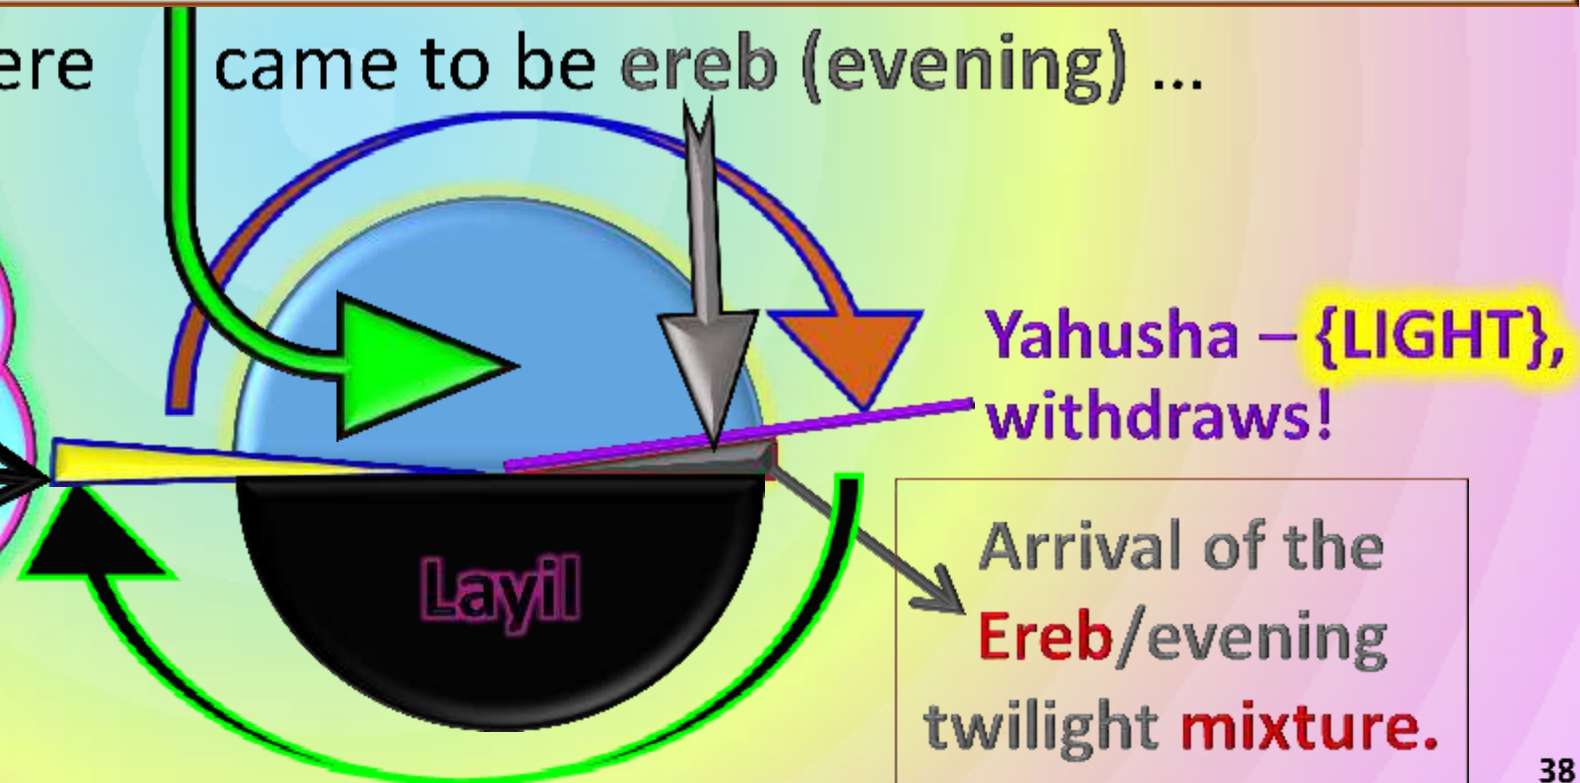 ere came to be ereb (evening) ...
Yahusha – {LIGHT},
withdraws!
Layil
Arrival of the
Ereb/evening
twilight mixture.
38